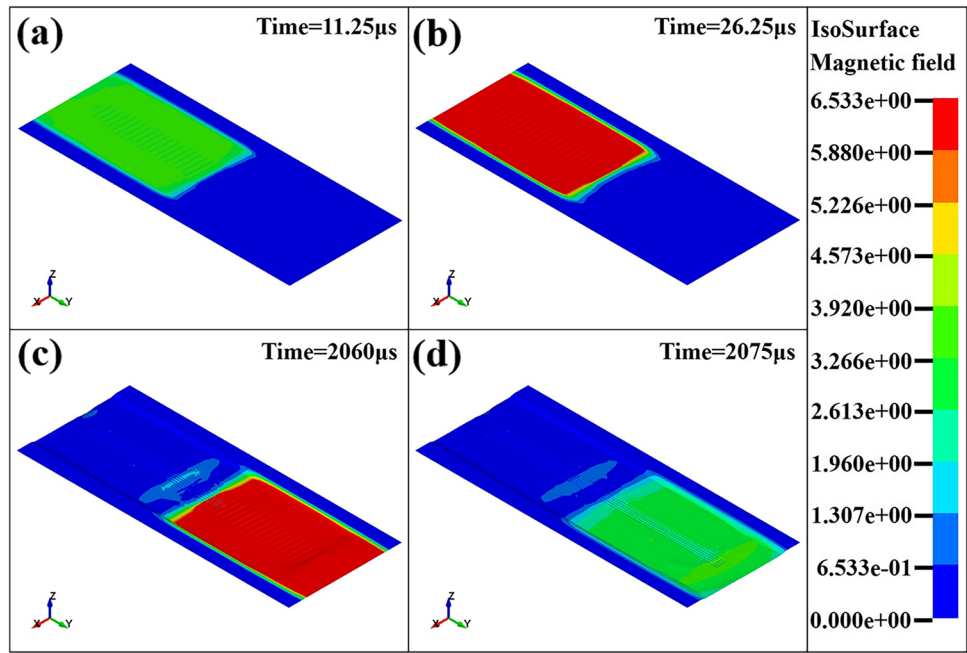 (a)
Time=11.25μs
Z
X
Y
(b)
Time=26.25μs
Z
X
Y
(c)
Time=2060μs
Z
X
Y
(d)
Time=2075μs
Z
X
Y
IsoSurface
Magnetic field
6.533e+00
5.880e+00
5.226e+00
4.573e+00
3.920e+00
3.266e+00
2.613e+00
1.960e+00
1.307e+00
6.533e-01
0.000e+00